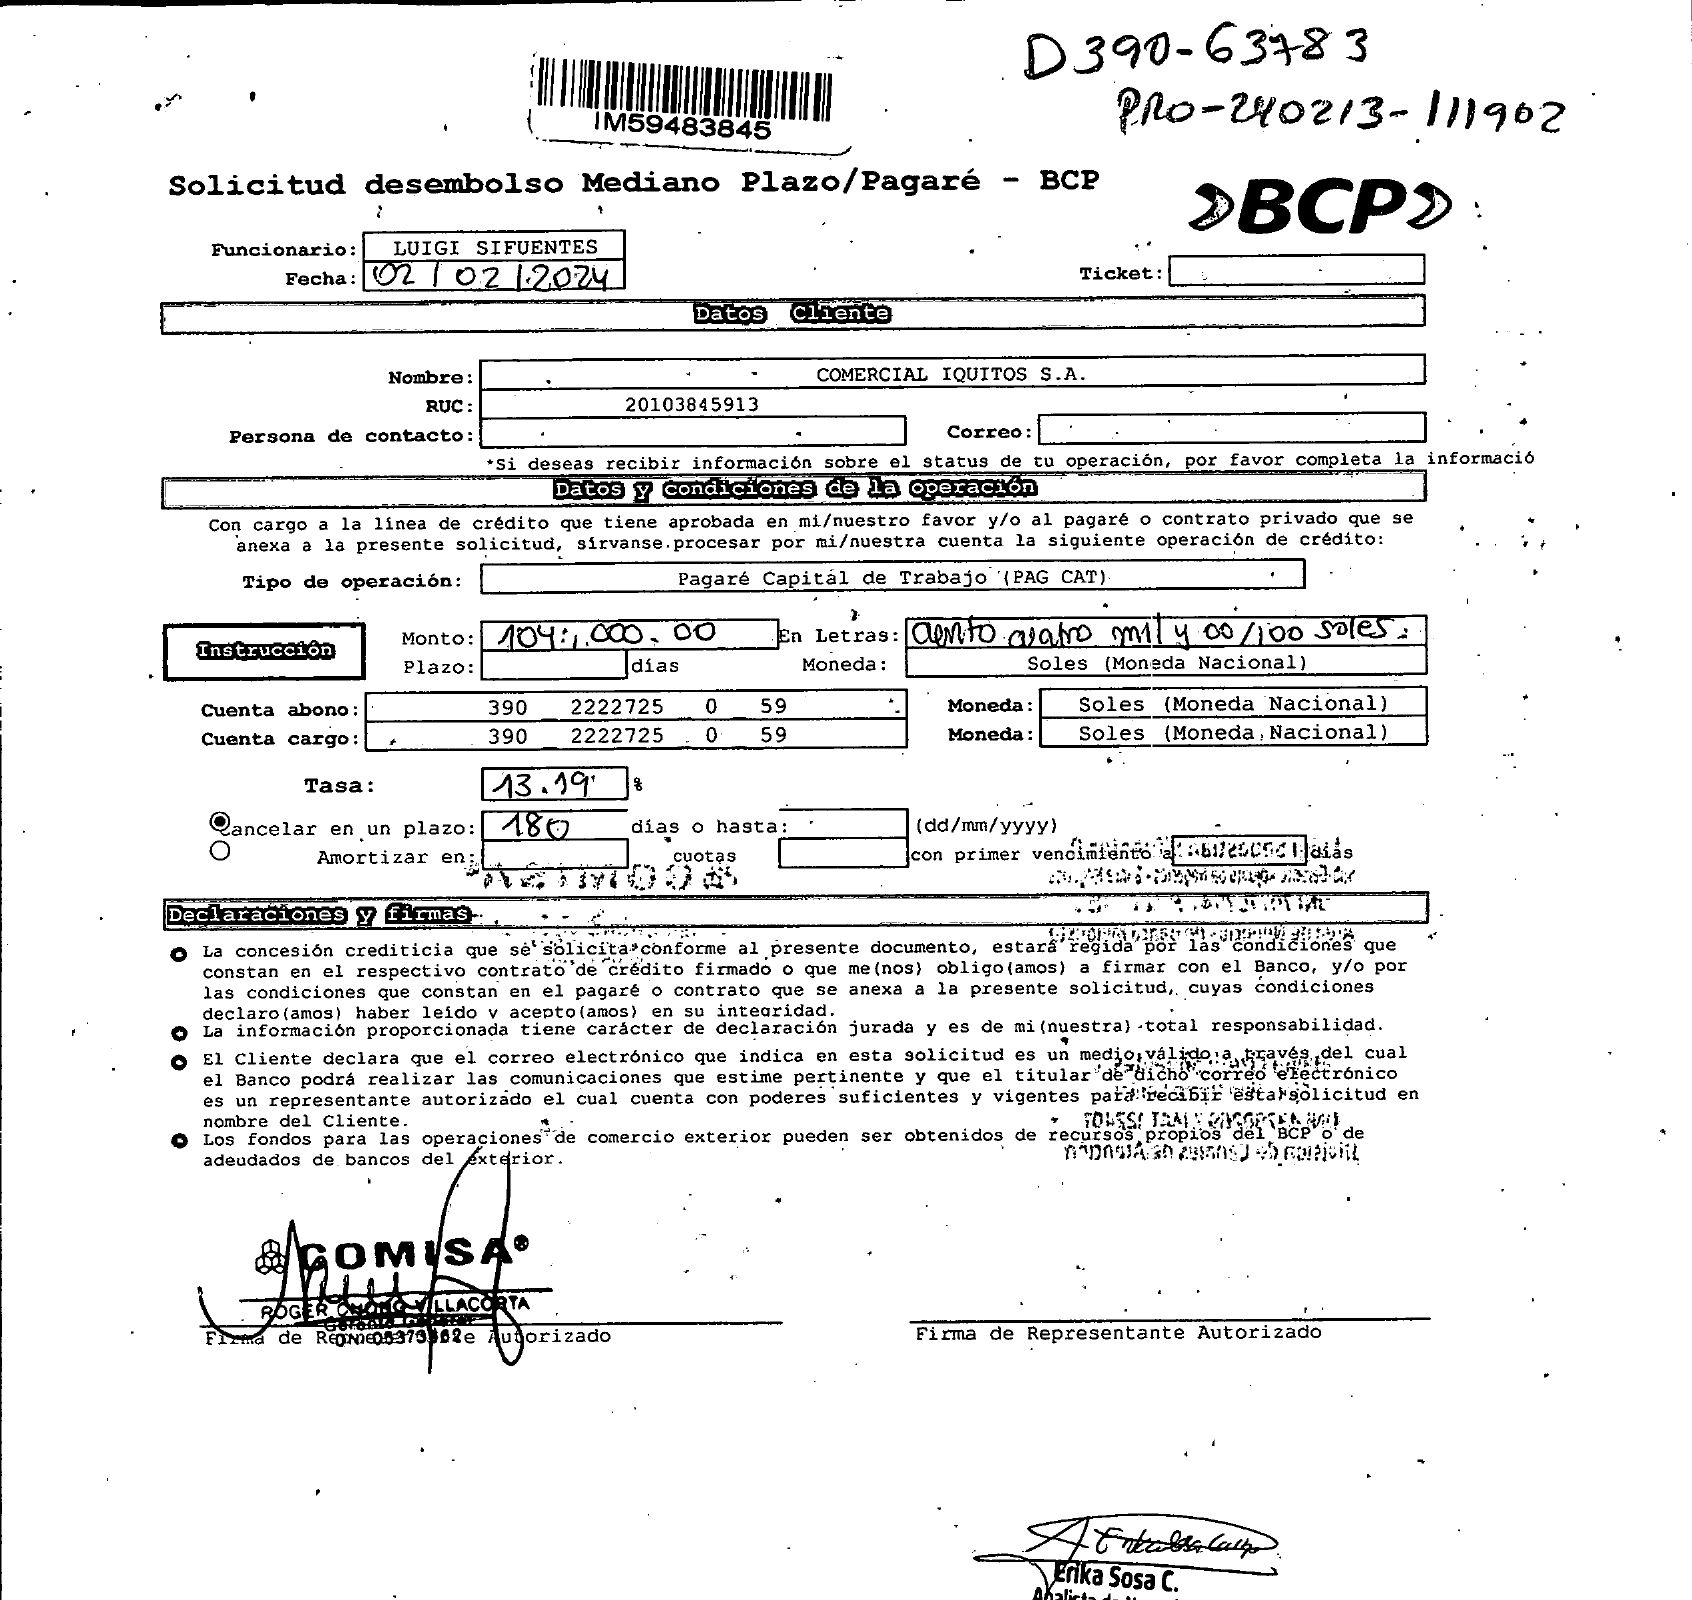 D390-63783
PRO-240213-111902
IM59483845
Solicitud desembolso Mediano Plazo/Pagaré - BCP
BCP
Funcionario: LUIGI SIFUENTES
Fecha: 02/02/2024
Ticket:
Datos Cliente
Nombre: COMERCIAL IQUITOS S.A.
RUC: 20103845913
Persona de contacto: Correo:
*Si deseas recibir información sobre el status de tu operación, por favor completa la informació
Datos y condiciones de la operación
Con cargo a la línea de crédito que tiene aprobada en mi/nuestro favor y/o al pagaré o contrato privado que se
anexa a la presente solicitud, sírvanse procesar por mi/nuestra cuenta la siguiente operación de crédito:
Tipo de operación: Pagaré Capital de Trabajo (PAG CAT)
Instrucción
Monto: 104,000.00 En Letras: ciento cuatro mil y 00/100 soles.
Plazo: días Moneda: Soles (Moneda Nacional)
Cuenta abono: 390 2222725 0 59 Moneda: Soles (Moneda Nacional)
Cuenta cargo: 390 2222725 0 59 Moneda: Soles (Moneda Nacional)
Tasa: 13.19 %
Cancelar en un plazo: 180 días o hasta: (dd/mm/yyyy)
Amortizar en: cuotas con primer vencimiento a días
Declaraciones y firmas
La concesión crediticia que se solicita conforme al presente documento, estará regida por las condiciones que
constan en el respectivo contrato de crédito firmado o que me(nos) obligo(amos) a firmar con el Banco, y/o por
las condiciones que constan en el pagaré o contrato que se anexa a la presente solicitud, cuyas condiciones
declaro(amos) haber leído y acepto(amos) en su integridad.
La información proporcionada tiene carácter de declaración jurada y es de mi(nuestra) total responsabilidad.
El Cliente declara que el correo electrónico que indica en esta solicitud es un medio válido a través del cual
el Banco podrá realizar las comunicaciones que estime pertinente y que el titular de dicho correo electrónico
es un representante autorizado el cual cuenta con poderes suficientes y vigentes para recibir esta solicitud en
nombre del Cliente.
Los fondos para las operaciones de comercio exterior pueden ser obtenidos de recursos propios del BCP o de
adeudados de bancos del exterior.
COMISA®
ROGER CHONG VILLACORTA
Gerente General
Firma de Representante Autorizado
Firma de Representante Autorizado
Erika Sosa C.